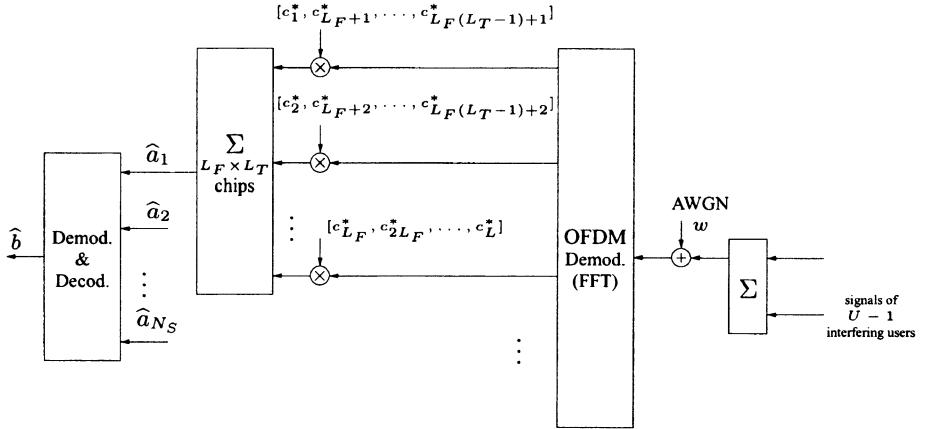 [c*_1, c*_{L_F+1}, . . . , c*_{L_F(L_T−1)+1}]
[c*_2, c*_{L_F+2}, . . . , c*_{L_F(L_T−1)+2}]
[c*_{L_F}, c*_{2L_F}, . . . , c*_L]
Σ
L_F × L_T
chips
â_1
â_2
â_{N_S}
b̂
Demod.
&
Decod.
OFDM
Demod.
(FFT)
AWGN
w
Σ
signals of
U − 1
interfering users